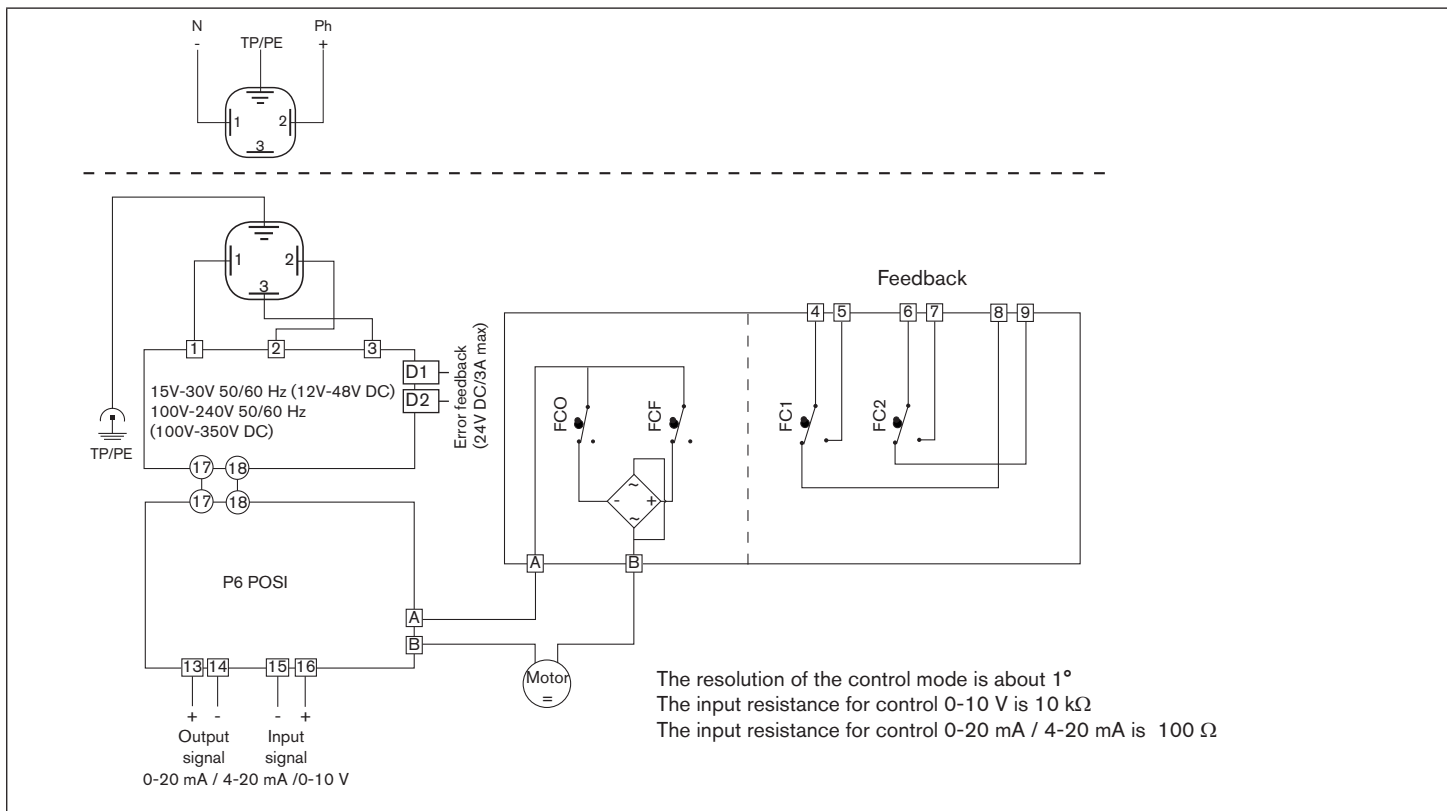 N
-
TP/PE
Ph
+
1
2
3
1
2
3
1
2
3
15V-30V 50/60 Hz (12V-48V DC)
100V-240V 50/60 Hz
(100V-350V DC)
D1
D2
Error feedback
(24V DC/3A max)
TP/PE
17
18
17
18
P6 POSI
A
B
13
14
15
16
+
-
-
+
Output
signal
Input
signal
0-20 mA / 4-20 mA /0-10 V
Motor
=
FCO
FCF
~
-
+
~
A
B
Feedback
4
5
6
7
8
9
FC1
FC2
The resolution of the control mode is about 1°
The input resistance for control 0-10 V is 10 kΩ
The input resistance for control 0-20 mA / 4-20 mA is 100 Ω